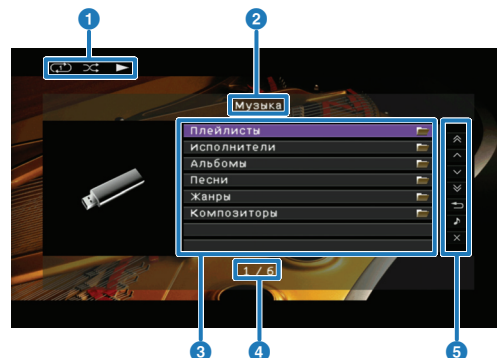 1
2
Музыка
Плейлисты
Исполнители
Альбомы
Песни
Жанры
Композиторы
1 / 6
3
4
5